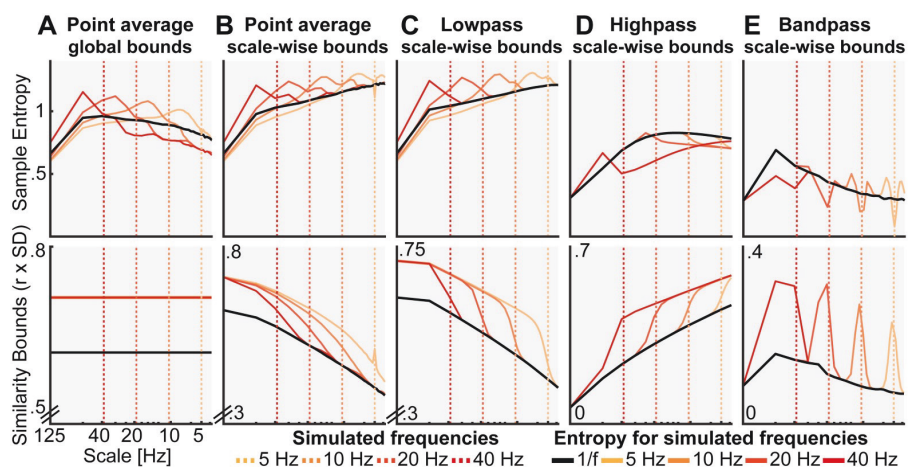 A Point average
global bounds
B Point average
scale-wise bounds
C Lowpass
scale-wise bounds
D Highpass
scale-wise bounds
E Bandpass
scale-wise bounds
Sample Entropy
1
.5
Similarity Bounds (r x SD)
.8
.5
.8
.3
.75
.3
.7
0
.4
0
125 40 20 10 5
Scale [Hz]
Simulated frequencies
5 Hz 10 Hz 20 Hz 40 Hz
Entropy for simulated frequencies
1/f 5 Hz 10 Hz 20 Hz 40 Hz